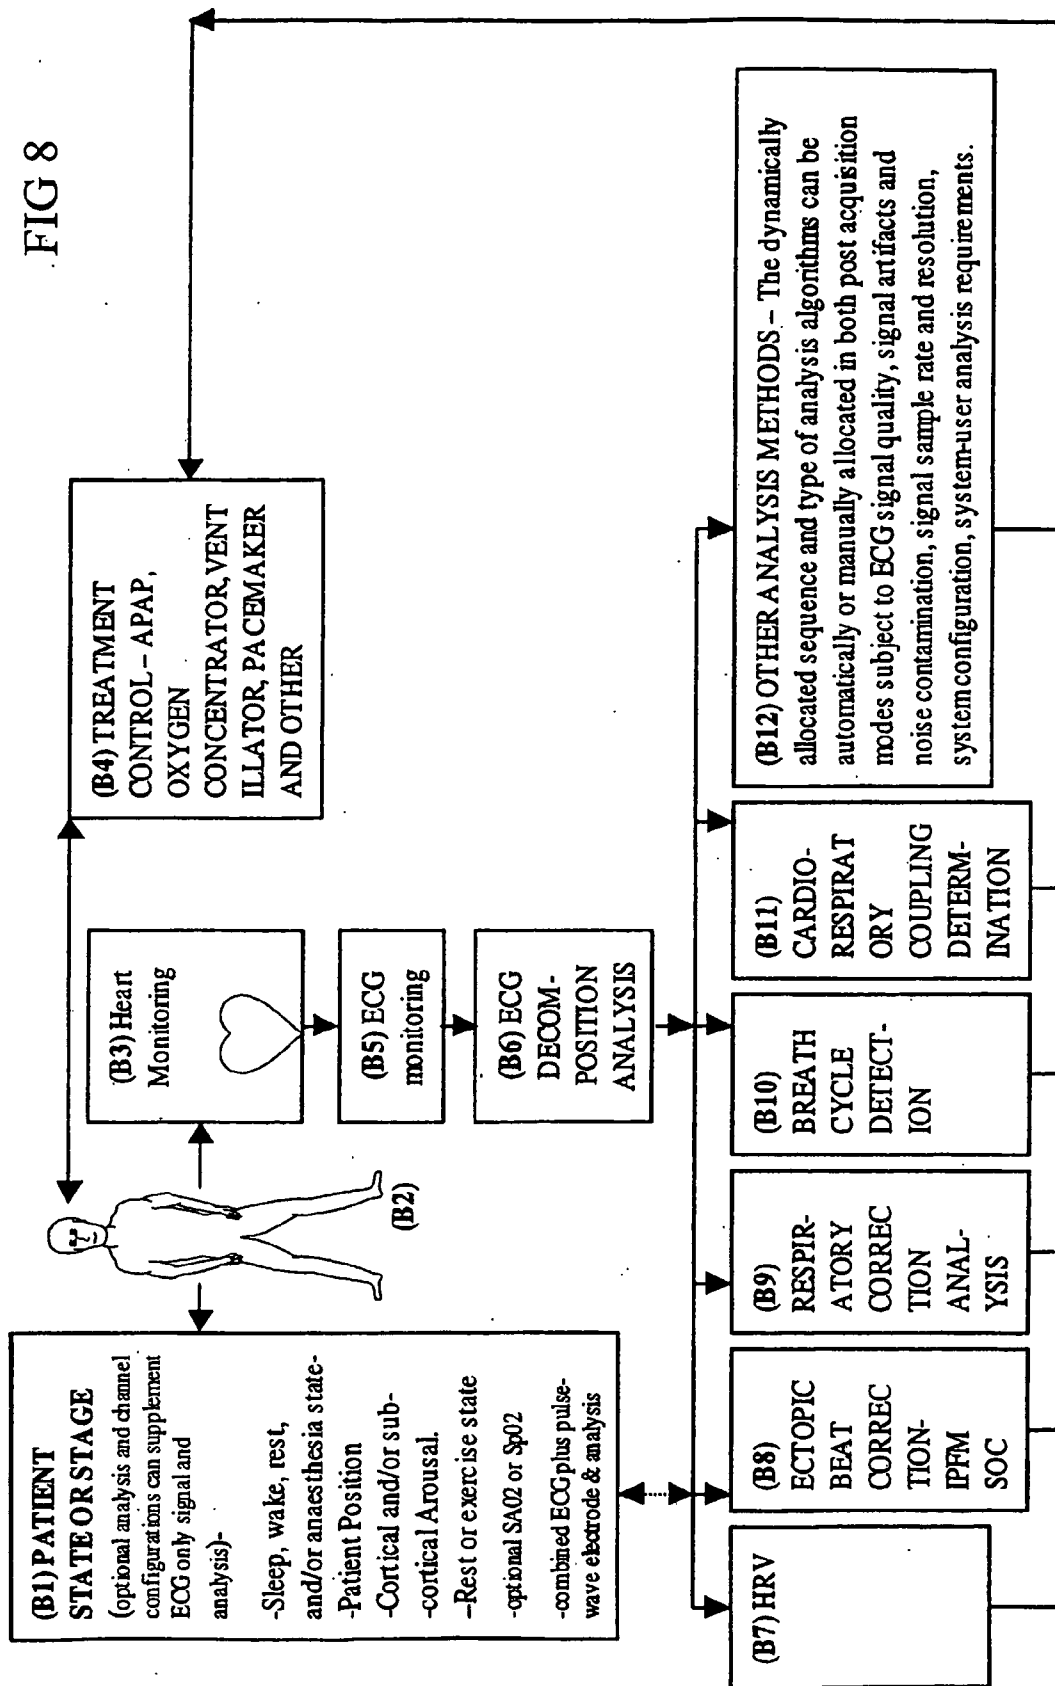 FIG 8
(B1) PATIENT
STATE OR STAGE
(optional analysis and channel
configurations can supplement
ECG only signal and
analysis)-
-Sleep, wake, rest,
and/or anaesthesia state-
-Patient Position
-Cortical and/or sub-
-cortical Arousal.
–Rest or exercise state
-optional SA02 or Sp02
-combined ECG plus pulse-
wave electrode & analysis
(B2)
(B3) Heart
Monitoring
(B4) TREATMENT
CONTROL – APAP,
OXYGEN
CONCENTRATOR, VENT
ILLATOR, PACEMAKER
AND OTHER
(B5) ECG
monitoring
(B6) ECG
DECOM-
POSITION
ANALYSIS
(B7) HRV
(B8)
ECTOPIC
BEAT
CORREC
TION-
IPFM
SOC
(B9)
RESPIR-
ATORY
CORREC
TION
ANAL-
YSIS
(B10)
BREATH
CYCLE
DETECT-
ION
(B11)
CARDIO-
RESPIRAT
ORY
COUPLING
DETERM-
INATION
(B12) OTHER ANALYSIS METHODS – The dynamically
allocated sequence and type of analysis algorithms can be
automatically or manually allocated in both post acquisition
modes subject to ECG signal quality, signal artifacts and
noise contamination, signal sample rate and resolution,
system configuration, system-user analysis requirements.